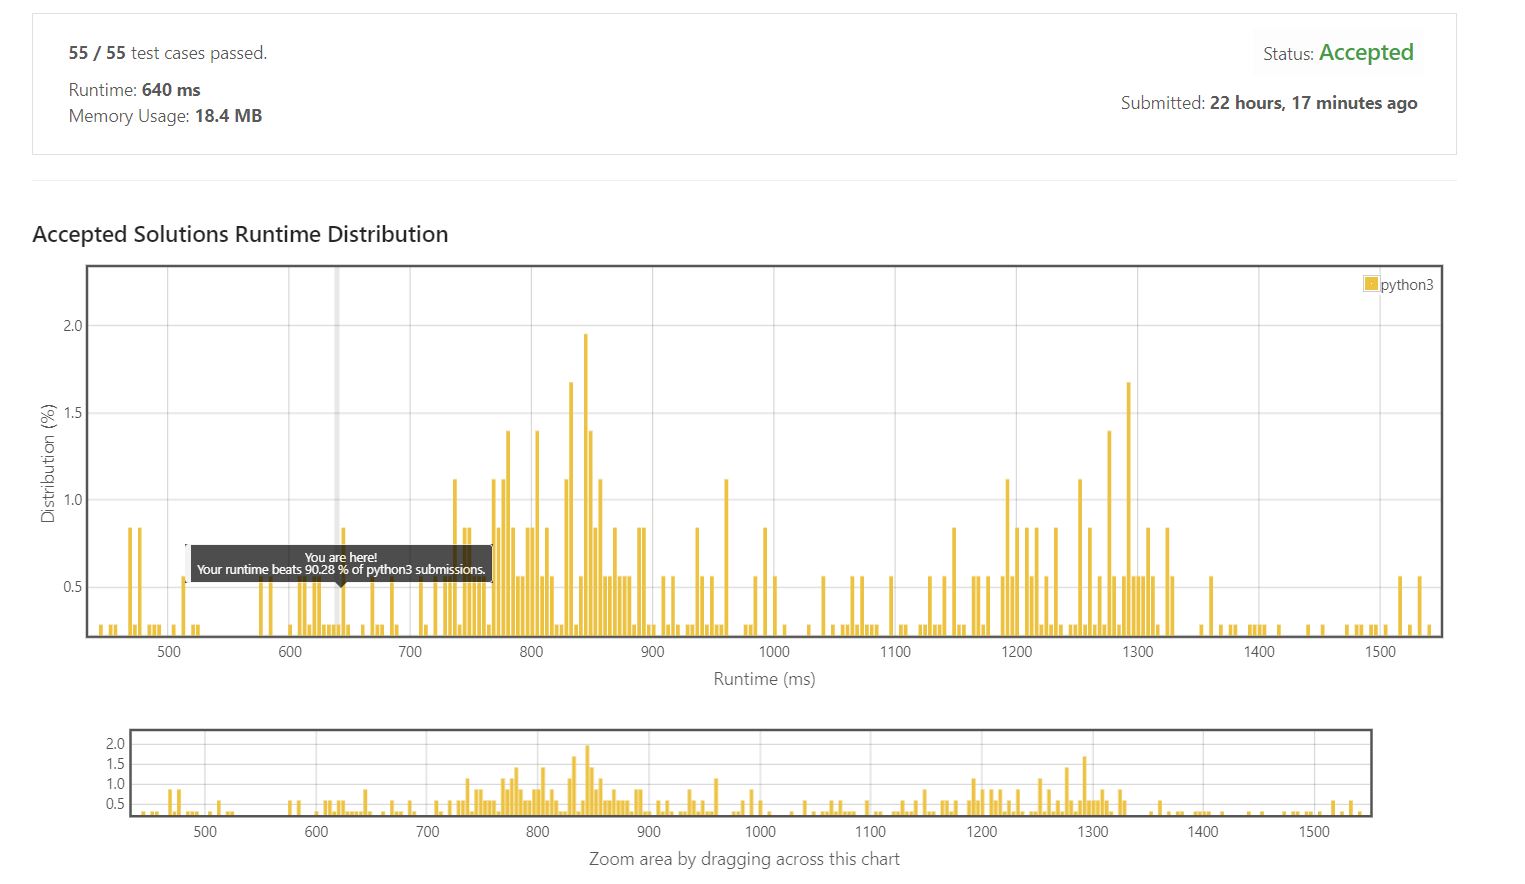 55 / 55 test cases passed.
Status: Accepted
Runtime: 640 ms
Memory Usage: 18.4 MB
Submitted: 22 hours, 17 minutes ago
Accepted Solutions Runtime Distribution
python3
Distribution (%)
2.0
1.5
1.0
0.5
You are here!
Your runtime beats 90.28 % of python3 submissions.
500 600 700 800 900 1000 1100 1200 1300 1400 1500
Runtime (ms)
2.0
1.5
1.0
0.5
500 600 700 800 900 1000 1100 1200 1300 1400 1500
Zoom area by dragging across this chart